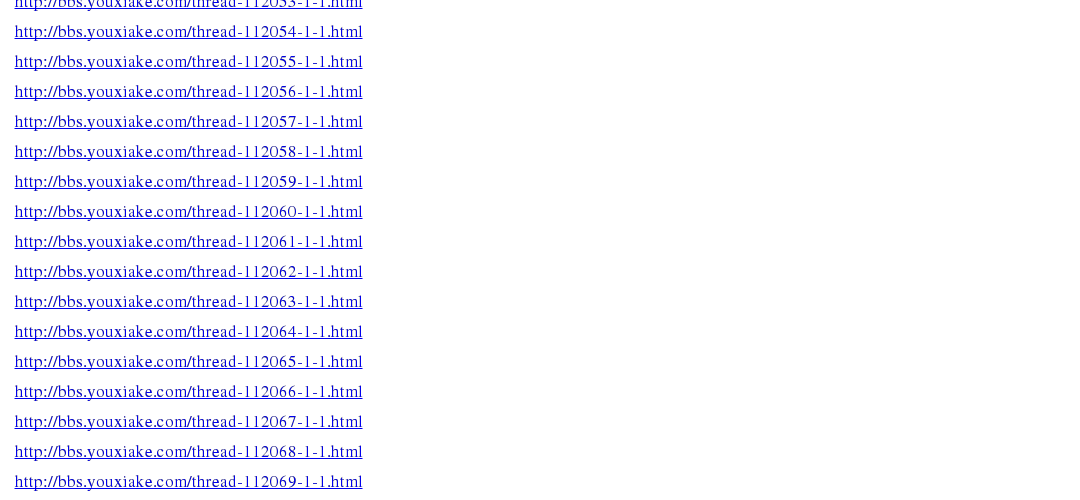 http://bbs.youxiake.com/thread-112053-1-1.html
http://bbs.youxiake.com/thread-112054-1-1.html
http://bbs.youxiake.com/thread-112055-1-1.html
http://bbs.youxiake.com/thread-112056-1-1.html
http://bbs.youxiake.com/thread-112057-1-1.html
http://bbs.youxiake.com/thread-112058-1-1.html
http://bbs.youxiake.com/thread-112059-1-1.html
http://bbs.youxiake.com/thread-112060-1-1.html
http://bbs.youxiake.com/thread-112061-1-1.html
http://bbs.youxiake.com/thread-112062-1-1.html
http://bbs.youxiake.com/thread-112063-1-1.html
http://bbs.youxiake.com/thread-112064-1-1.html
http://bbs.youxiake.com/thread-112065-1-1.html
http://bbs.youxiake.com/thread-112066-1-1.html
http://bbs.youxiake.com/thread-112067-1-1.html
http://bbs.youxiake.com/thread-112068-1-1.html
http://bbs.youxiake.com/thread-112069-1-1.html